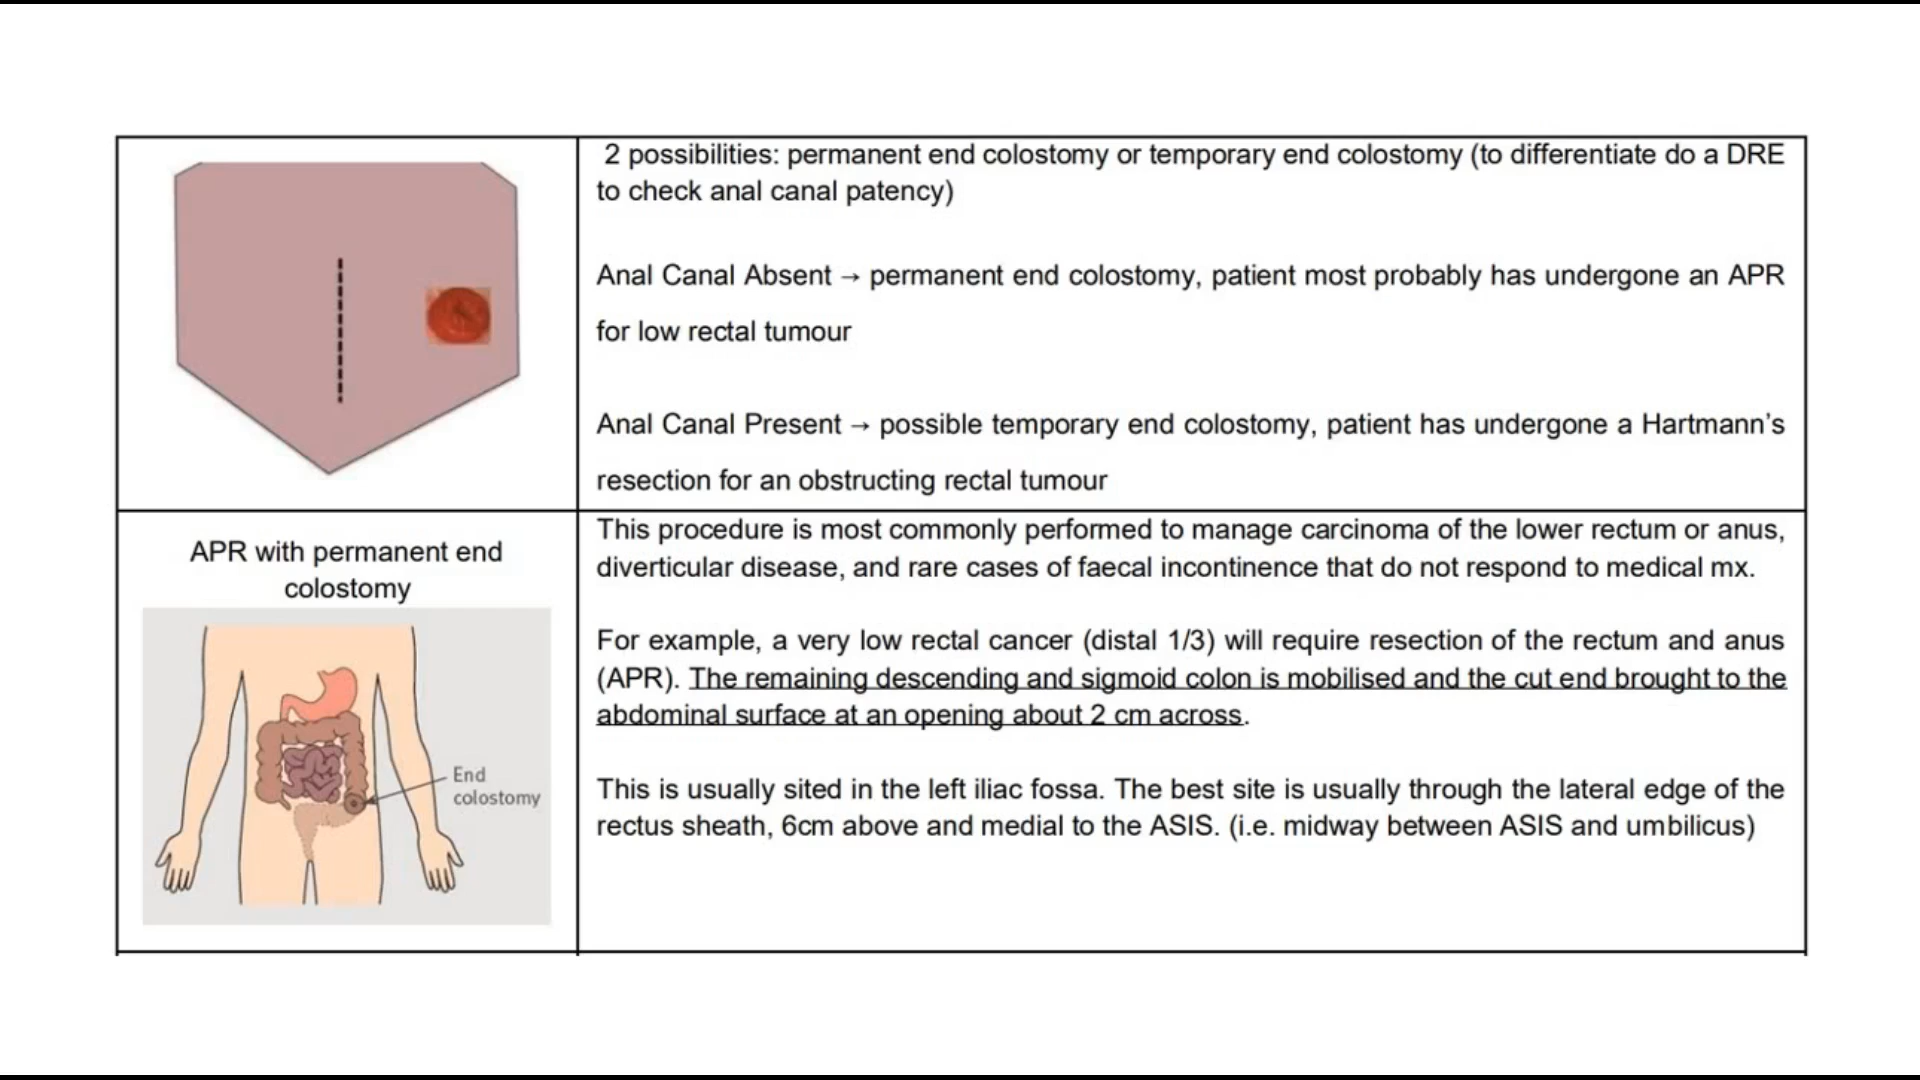 2 possibilities: permanent end colostomy or temporary end colostomy (to differentiate do a DRE
to check anal canal patency)
Anal Canal Absent → permanent end colostomy, patient most probably has undergone an APR
for low rectal tumour
Anal Canal Present → possible temporary end colostomy, patient has undergone a Hartmann’s
resection for an obstructing rectal tumour
APR with permanent end
colostomy
End
colostomy
This procedure is most commonly performed to manage carcinoma of the lower rectum or anus,
diverticular disease, and rare cases of faecal incontinence that do not respond to medical mx.
For example, a very low rectal cancer (distal 1/3) will require resection of the rectum and anus
(APR). The remaining descending and sigmoid colon is mobilised and the cut end brought to the
abdominal surface at an opening about 2 cm across.
This is usually sited in the left iliac fossa. The best site is usually through the lateral edge of the
rectus sheath, 6cm above and medial to the ASIS. (i.e. midway between ASIS and umbilicus)